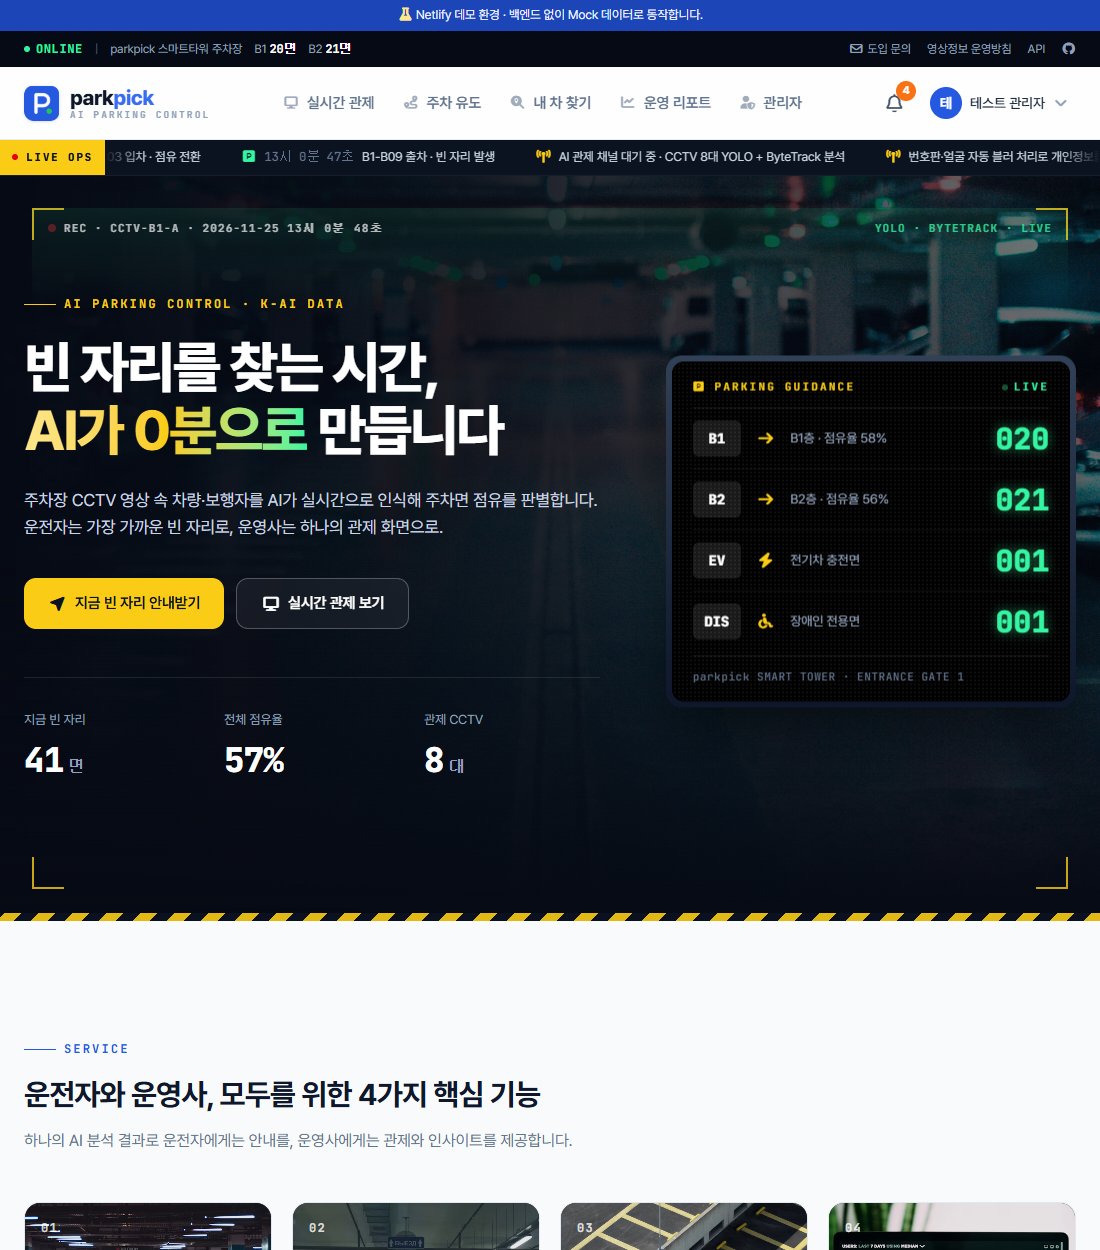 Netlify 데모 환경 · 백엔드 없이 Mock 데이터로 동작합니다.
ONLINE | parkpick 스마트타워 주차장 B1 20면 B2 21면
도입 문의 영상정보 운영방침 API
parkpick
AI PARKING CONTROL
실시간 관제 주차 유도 내 차 찾기 운영 리포트 관리자
4
테 테스트 관리자
LIVE OPS
03 입차 · 점유 전환 13시 0분 47초 B1-B09 출차 · 빈 자리 발생 AI 관제 채널 대기 중 · CCTV 8대 YOLO + ByteTrack 분석 번호판·얼굴 자동 블러 처리로 개인정보
REC · CCTV-B1-A · 2026-11-25 13시 0분 48초
YOLO · BYTETRACK · LIVE
AI PARKING CONTROL · K-AI DATA
빈 자리를 찾는 시간,
AI가 0분으로 만듭니다
주차장 CCTV 영상 속 차량·보행자를 AI가 실시간으로 인식해 주차면 점유를 판별합니다.
운전자는 가장 가까운 빈 자리로, 운영사는 하나의 관제 화면으로.
지금 빈 자리 안내받기
실시간 관제 보기
지금 빈 자리 전체 점유율 관제 CCTV
41 면 57% 8 대
P PARKING GUIDANCE LIVE
B1 B1층 · 점유율 58% 020
B2 B2층 · 점유율 56% 021
EV 전기차 충전면 001
DIS 장애인 전용면 001
parkpick SMART TOWER · ENTRANCE GATE 1
SERVICE
운전자와 운영사, 모두를 위한 4가지 핵심 기능
하나의 AI 분석 결과로 운전자에게는 안내를, 운영사에게는 관제와 인사이트를 제공합니다.
01 02 03 04
USERS: LAST 7 DAYS USING MEDIAN